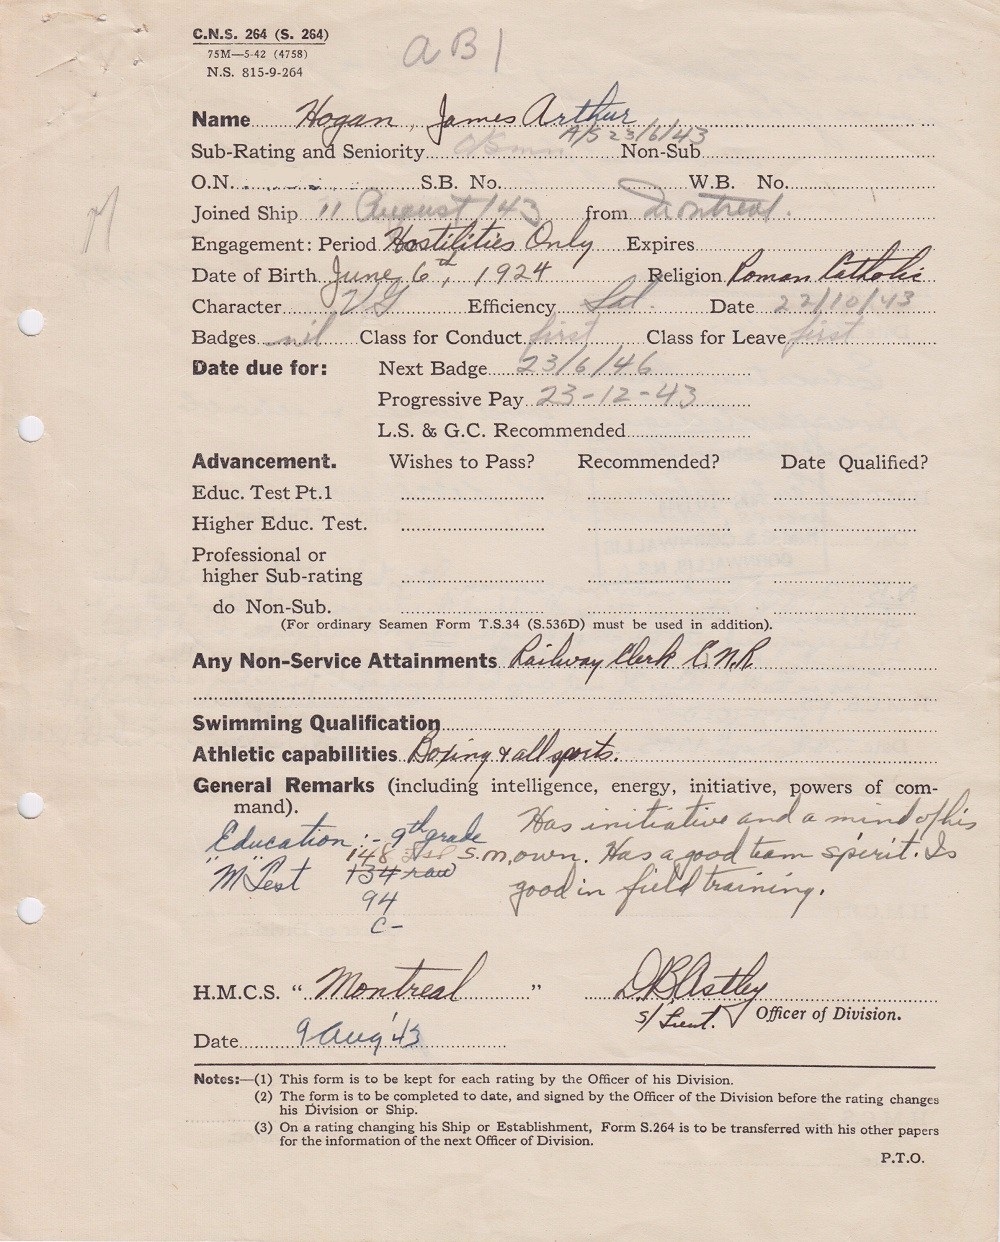 C.N.S. 264 (S. 264)
75M—5-42 (4758)
N.S. 815-9-264
AB1
Name Hogan, James Arthur
A/S 23/6/43
Sub-Rating and Seniority Non-Sub
O.N. S.B. No. W.B. No.
Joined Ship 11 August/43 from Montreal.
Engagement: Period Hostilities Only Expires
Date of Birth June 6th, 1924 Religion Roman Catholic
Character VG Efficiency Sat. Date 22/10/43
Badges nil Class for Conduct first Class for Leave first
Date due for: Next Badge 23/6/46
Progressive Pay 23-12-43
L.S. & G.C. Recommended
Advancement. Wishes to Pass? Recommended? Date Qualified?
Educ. Test Pt.1
Higher Educ. Test.
Professional or
higher Sub-rating
do Non-Sub.
(For ordinary Seamen Form T.S.34 (S.536D) must be used in addition).
Any Non-Service Attainments Railway Clerk C.N.R
Swimming Qualification
Athletic capabilities Boxing & all sports.
General Remarks (including intelligence, energy, initiative, powers of com-
mand).
Education :- 9th grade
"M" Test 148 134 raw
94
C-
Has initiative and a mind of his
own. Has a good team spirit. Is
good in field training.
H.M.C.S. "Montreal" D.B. Astley
S/Lieut. Officer of Division.
Date 9 Aug '43
Notes:—(1) This form is to be kept for each rating by the Officer of his Division.
(2) The form is to be completed to date, and signed by the Officer of the Division before the rating changes
his Division or Ship.
(3) On a rating changing his Ship or Establishment, Form S.264 is to be transferred with his other papers
for the information of the next Officer of Division.
P.T.O.